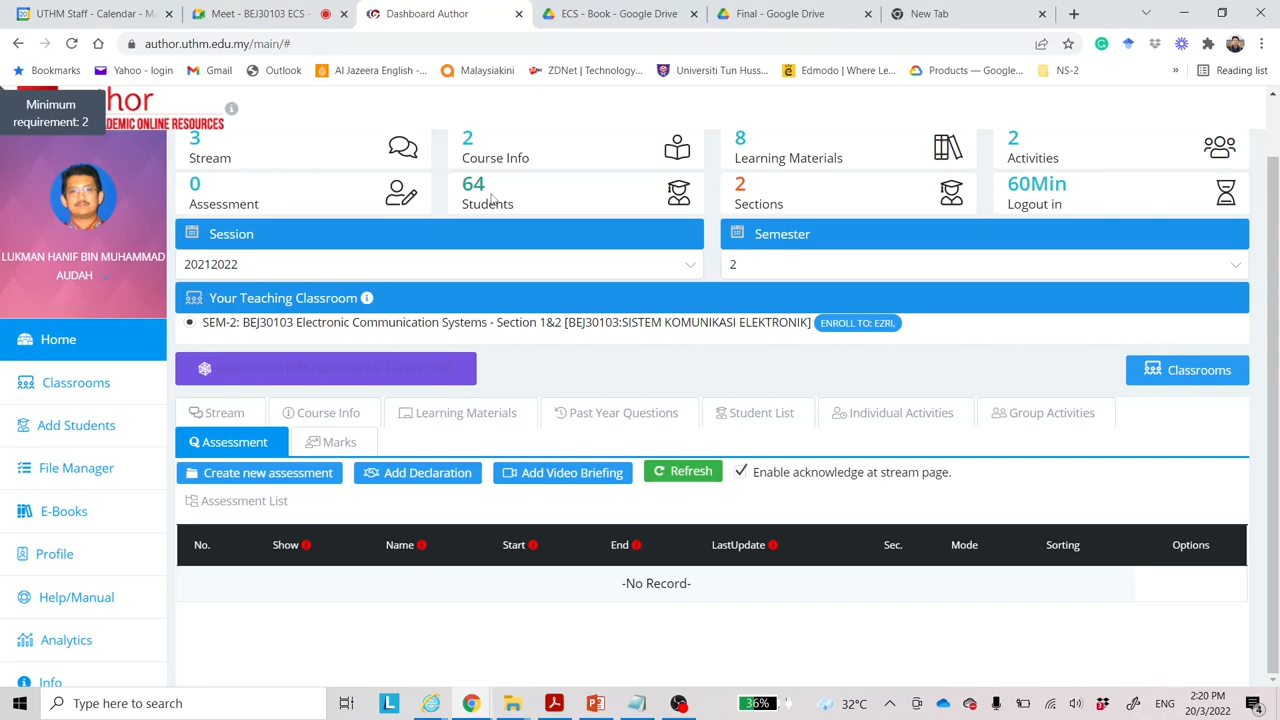 UTHM Staff - Calendar - Ma
Meet - BEJ30103 ECS -
Dashboard Author
ECS - Book - Google Drive
Final - Google Drive
New Tab
author.uthm.edu.my/main/#
Bookmarks
Yahoo - login
Gmail
Outlook
Al Jazeera English -...
Malaysiakini
ZDNet | Technology...
Universiti Tun Huss...
Edmodo | Where Le...
Products — Google...
NS-2
»
Reading list
Minimum
requirement: 2
hor
DEMIC ONLINE RESOURCES
3
Stream
2
Course Info
8
Learning Materials
2
Activities
0
Assessment
64
Students
2
Sections
60Min
Logout in
LUKMAN HANIF BIN MUHAMMAD
AUDAH
Session
Semester
20212022
2
Your Teaching Classroom
SEM-2: BEJ30103 Electronic Communication Systems - Section 1&2 [BEJ30103:SISTEM KOMUNIKASI ELEKTRONIK]
ENROLL TO: EZRI,
Classrooms
Home
Classrooms
Add Students
File Manager
E-Books
Profile
Help/Manual
Analytics
Info
Stream
Course Info
Learning Materials
Past Year Questions
Student List
Individual Activities
Group Activities
Assessment
Marks
Create new assessment
Add Declaration
Add Video Briefing
Refresh
Enable acknowledge at stream page.
Assessment List
No.
Show
Name
Start
End
LastUpdate
Sec.
Mode
Sorting
Options
-No Record-
Type here to search
36%
32°C
ENG
2:20 PM
20/3/2022
4